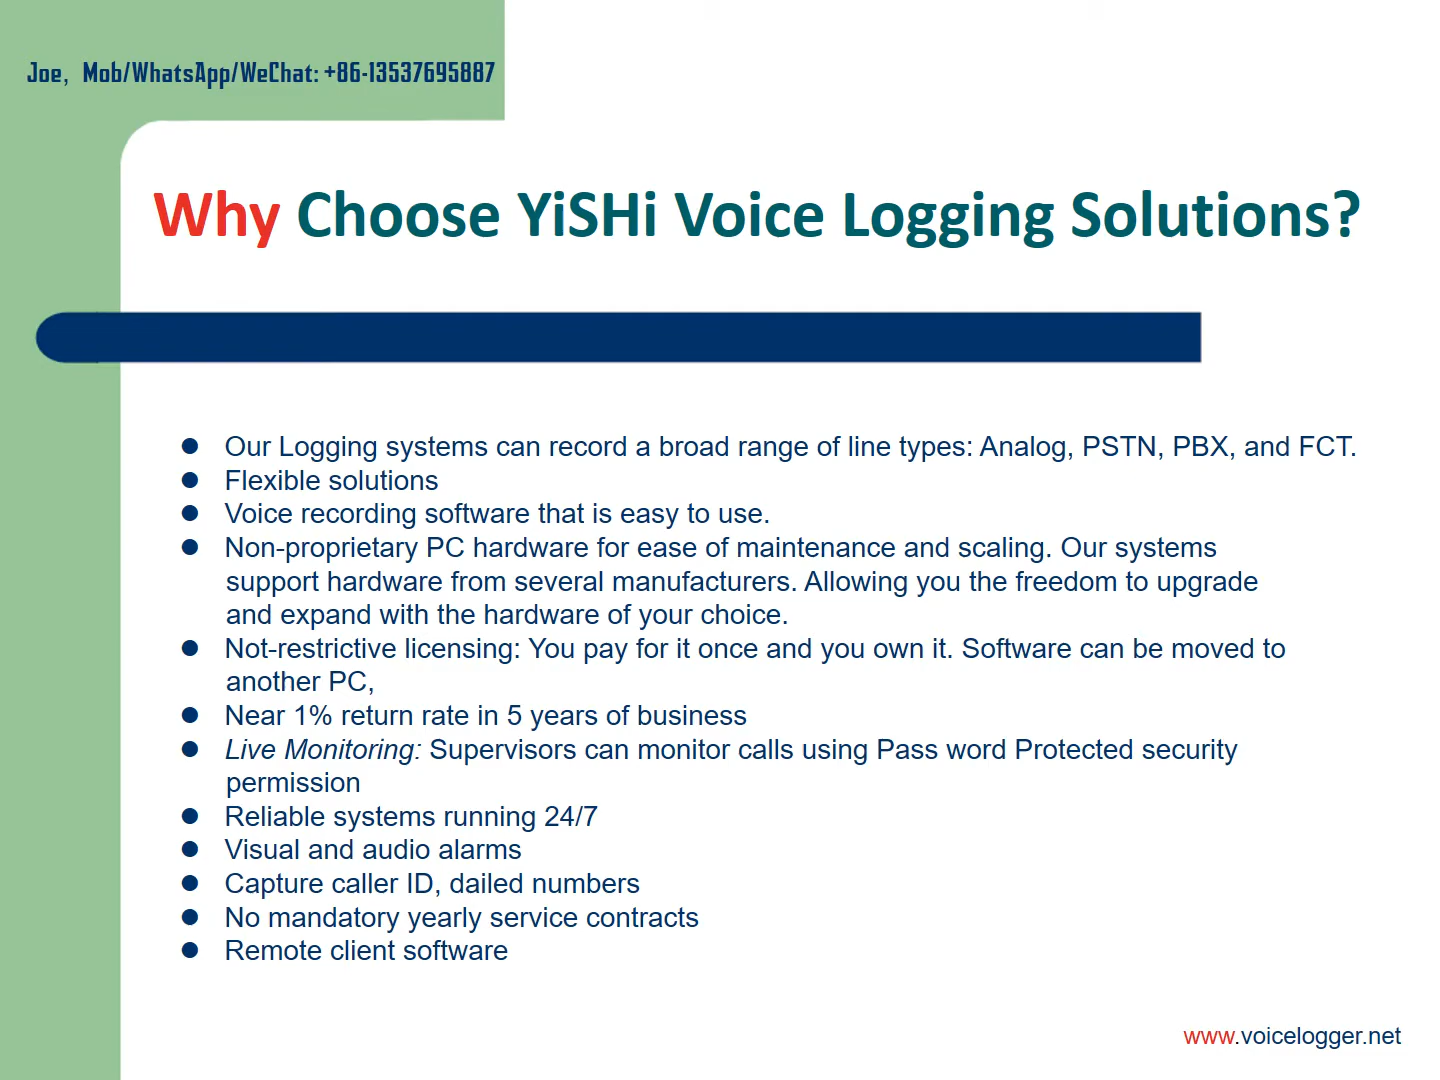 Joe, Mob/WhatsApp/WeChat: +86-13537695887
Why Choose YiSHi Voice Logging Solutions?
● Our Logging systems can record a broad range of line types: Analog, PSTN, PBX, and FCT.
● Flexible solutions
● Voice recording software that is easy to use.
● Non-proprietary PC hardware for ease of maintenance and scaling. Our systems
support hardware from several manufacturers. Allowing you the freedom to upgrade
and expand with the hardware of your choice.
● Not-restrictive licensing: You pay for it once and you own it. Software can be moved to
another PC,
● Near 1% return rate in 5 years of business
● Live Monitoring: Supervisors can monitor calls using Pass word Protected security
permission
● Reliable systems running 24/7
● Visual and audio alarms
● Capture caller ID, dailed numbers
● No mandatory yearly service contracts
● Remote client software
www.voicelogger.net